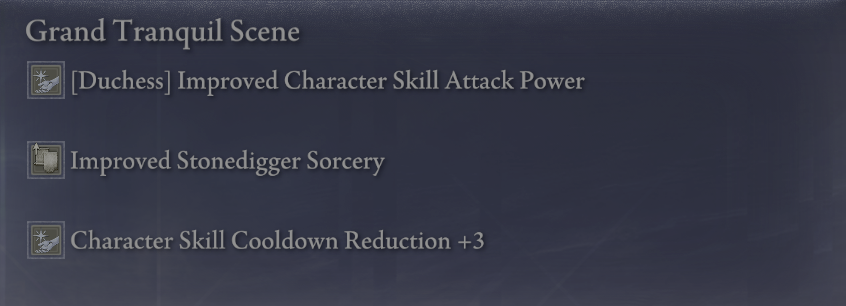 Grand Tranquil Scene
[Duchess] Improved Character Skill Attack Power
Improved Stonedigger Sorcery
Character Skill Cooldown Reduction +3